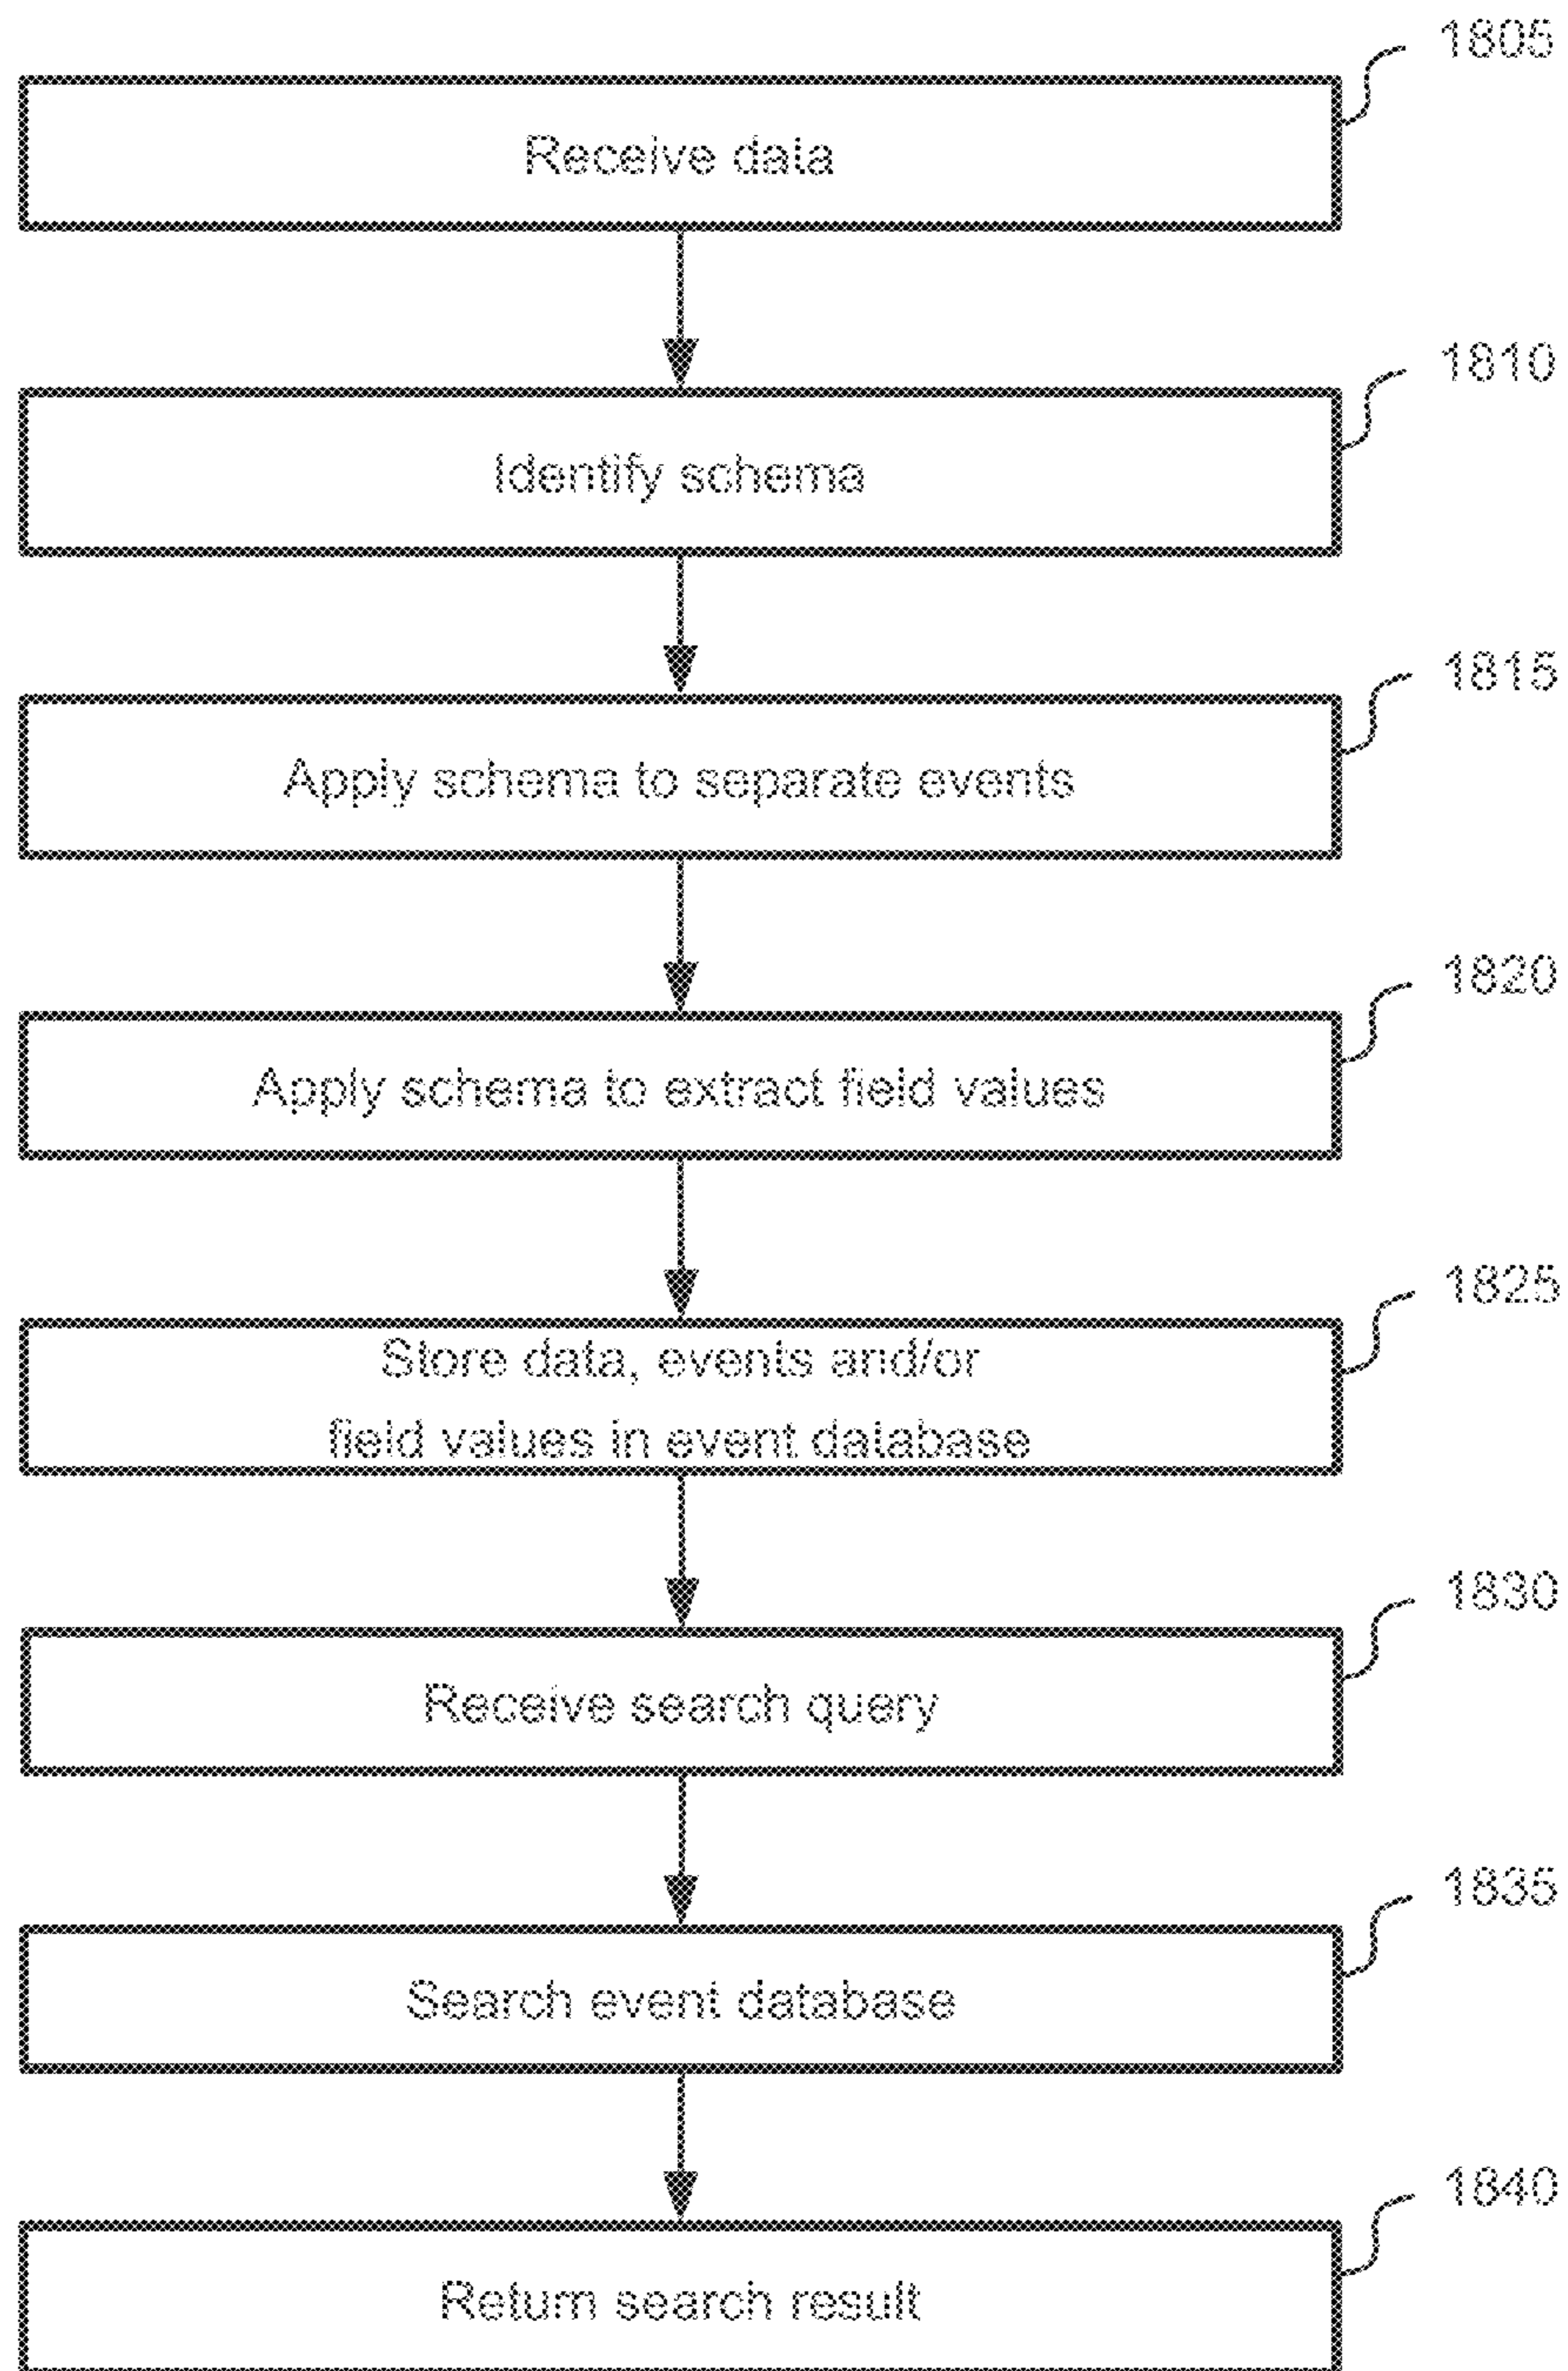 1805
Receive data
1810
Identify schema
1815
Apply schema to separate events
1820
Apply schema to extract field values
1825
Store data, events and/or
field values in event database
1830
Receive search query
1835
Search event database
1840
Return search result